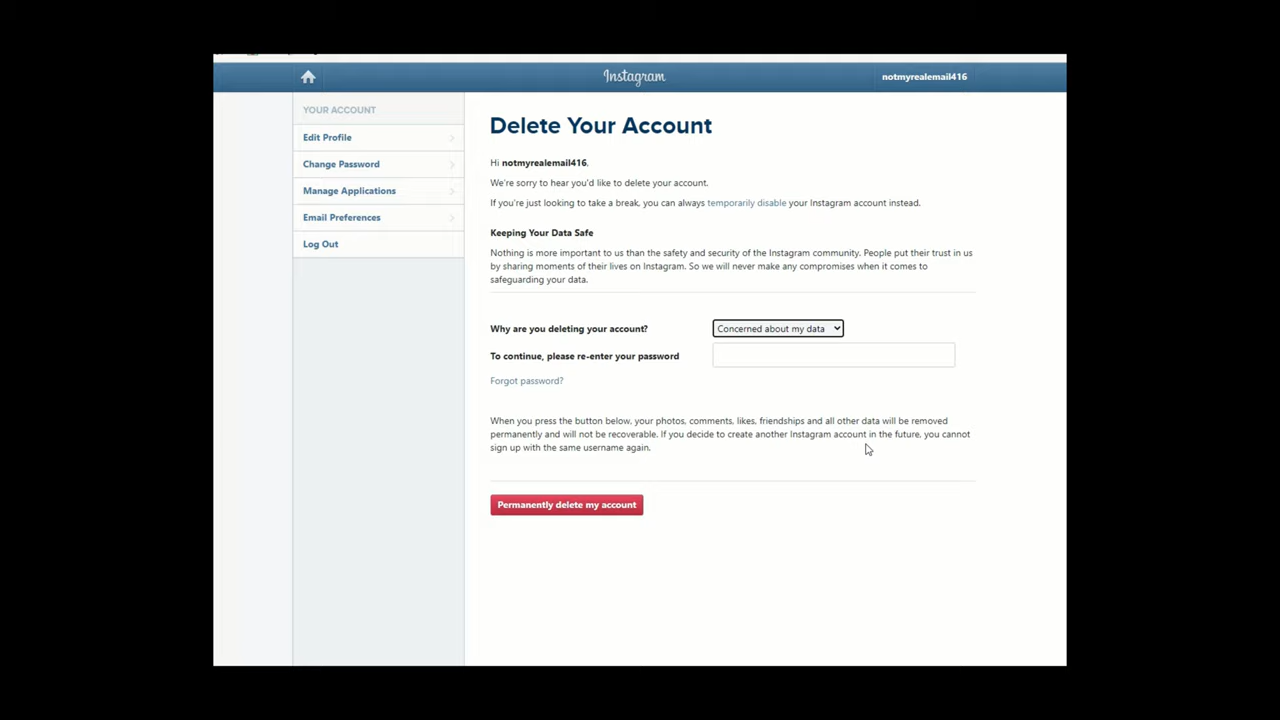 Instagram
notmyrealemail416
YOUR ACCOUNT
Edit Profile
Change Password
Manage Applications
Email Preferences
Log Out
Delete Your Account
Hi notmyrealemail416.
We're sorry to hear you'd like to delete your account.
If you're just looking to take a break, you can always temporarily disable your Instagram account instead.
Keeping Your Data Safe
Nothing is more important to us than the safety and security of the Instagram community. People put their trust in us
by sharing moments of their lives on Instagram. So we will never make any compromises when it comes to
safeguarding your data.
Why are you deleting your account? Concerned about my data
To continue, please re-enter your password
Forgot password?
When you press the button below, your photos, comments, likes, friendships and all other data will be removed
permanently and will not be recoverable. If you decide to create another Instagram account in the future, you cannot
sign up with the same username again.
Permanently delete my account